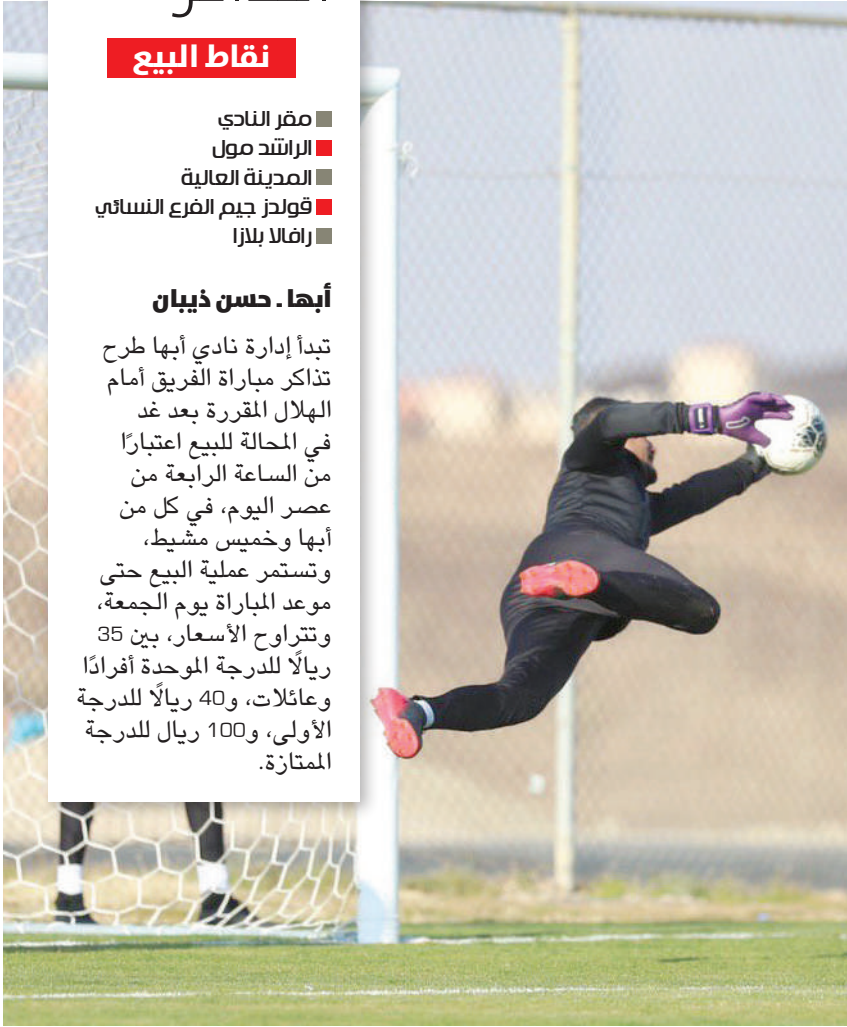 نقاط البيع
مقر النادي
الراشد مول
المدينة العالية
قولدز جيم الفرع النسائي
رافالا بلازا
أبها ـ حسن ذيبان
تبدأ إدارة نادي أبها طرح
تذاكر مباراة الفريق أمام
الهلال المقررة بعد غد
في المحالة للبيع اعتبارًا
من الساعة الرابعة من
عصر اليوم، في كل من
أبها وخميس مشيط،
وتستمر عملية البيع حتى
موعد المباراة يوم الجمعة،
وتتراوح الأسعار، بين 35
ريالًا للدرجة الموحدة أفرادًا
وعائلات، و40 ريالًا للدرجة
الأولى، و100 ريال للدرجة
الممتازة.